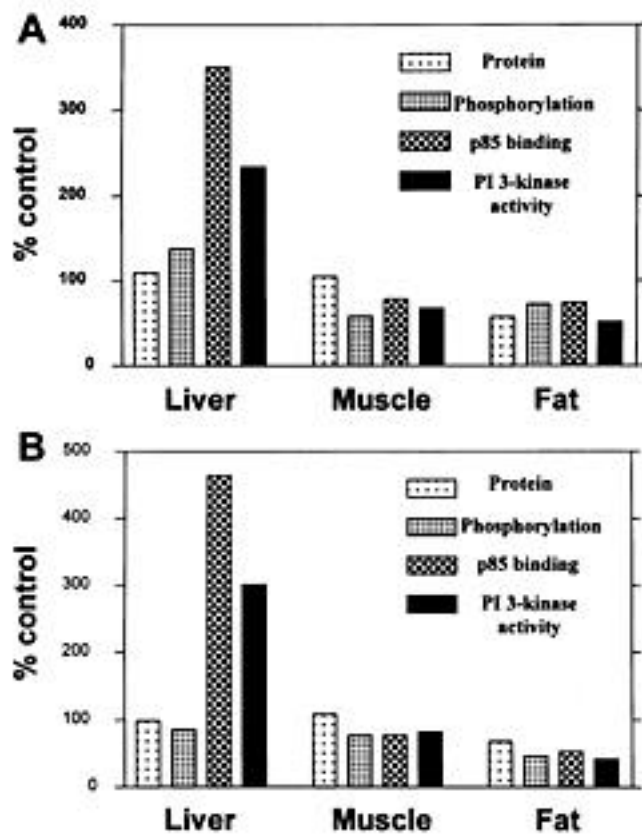 A
% control
400
300
200
100
0
Protein
Phosphorylation
p85 binding
PI 3-kinase
activity
Liver Muscle Fat
B
% control
500
400
300
200
100
0
Protein
Phosphorylation
p85 binding
PI 3-kinase
activity
Liver Muscle Fat